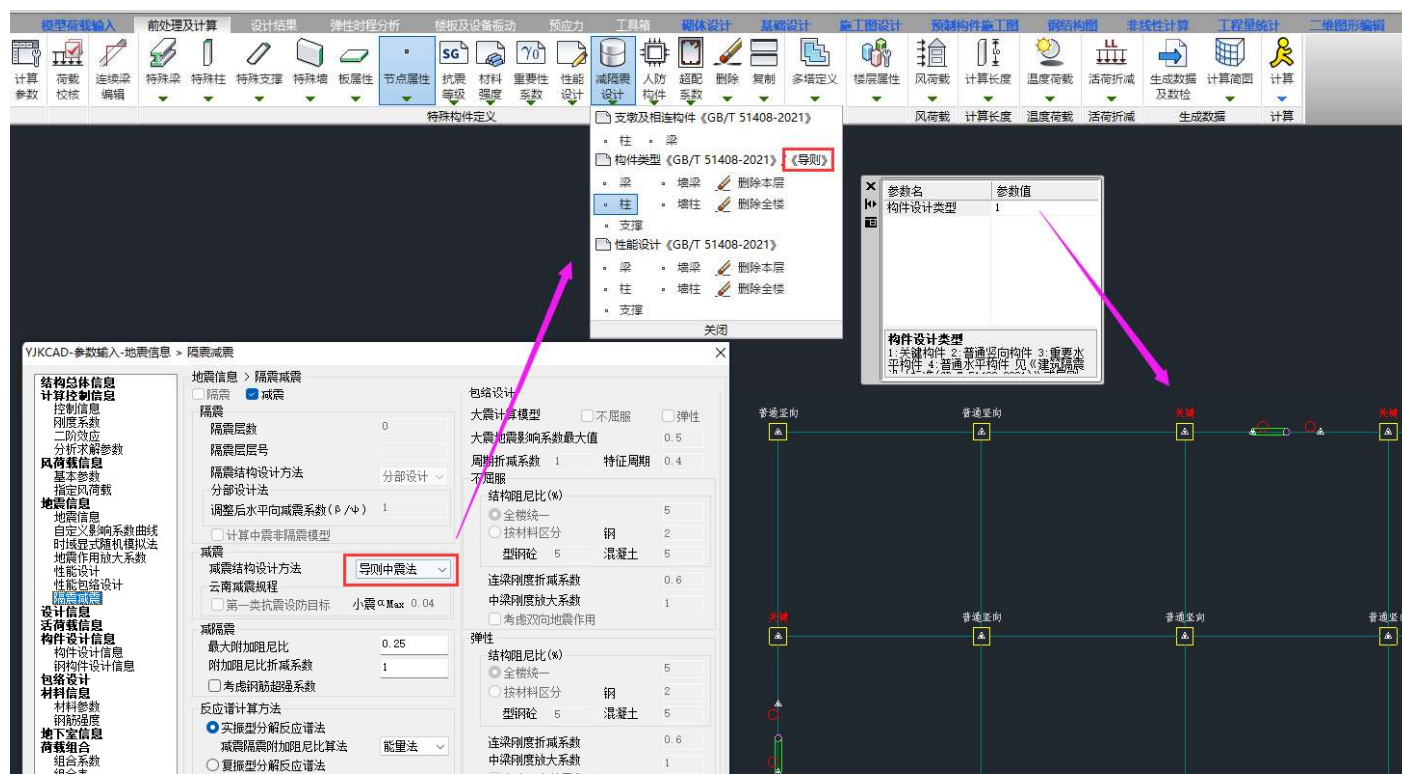 模型荷载输入 前处理及计算 设计结果 弹性时程分析 楼板及设备振动 预应力 工具箱 砌体设计 基础设计 施工图设计 预制构件施工图 钢结构图 非线性计算 工程量统计 二维图形编辑
计算参数 荷载校核 连续梁编辑 特殊梁 特殊柱 特殊支撑 特殊墙 板属性 节点属性 抗震等级 材料强度 重要性系数 性能设计 减隔震设计 人防构件 超配系数 删除 复制 多塔定义 楼层属性 风荷载 计算长度 温度荷载 活荷折减 生成数据及数检 计算简图 计算
特殊构件定义 风荷载 计算长度 温度荷载 活荷折减 生成数据 计算
支墩及相连构件《GB/T 51408-2021》
柱 梁
构件类型《GB/T 51408-2021》/《导则》
梁 墙梁 删除本层
柱 墙柱 删除全楼
支撑
性能设计《GB/T 51408-2021》
梁 墙梁 删除本层
柱 墙柱 删除全楼
支撑
关闭
参数名 参数值
构件设计类型 1
构件设计类型
1:关键构件 2:普通竖向构件 3:重要水
平构件 4:普通水平构件 见《建筑隔震
YJKCAD-参数输入-地震信息 > 隔震减震
结构总体信息
计算控制信息
控制信息
刚度系数
二阶效应
分析求解参数
风荷载信息
基本参数
指定风荷载
地震信息
地震信息
自定义影响系数曲线
时域显式随机模拟法
地震作用放大系数
性能设计
性能包络设计
隔震减震
设计信息
活荷载信息
构件设计信息
构件设计信息
钢构件设计信息
包络设计
材料信息
材料参数
钢筋强度
地下室信息
荷载组合
组合系数
组合表
地震信息 > 隔震减震
隔震 减震
隔震
隔震层数 0
隔震层层号
隔震结构设计方法 分部设计
分部设计法
调整后水平向减震系数(β/ψ) 1
计算中震非隔震模型
减震
减震结构设计方法 导则中震法
云南减震规程
第一类抗震设防目标 小震αMax 0.04
减隔震
最大附加阻尼比 0.25
附加阻尼比折减系数 1
考虑钢筋超强系数
反应谱计算方法
实振型分解反应谱法
减震隔震附加阻尼比算法 能量法
复振型分解反应谱法
包络设计
大震计算模型 不屈服 弹性
大震地震影响系数最大值 0.5
周期折减系数 1 特征周期 0.4
不屈服
结构阻尼比(%)
全楼统一 5
按材料区分 钢 2
型钢砼 5 混凝土 5
连梁刚度折减系数 0.6
中梁刚度放大系数 1
考虑双向地震作用
弹性
结构阻尼比(%)
全楼统一 5
按材料区分 钢 2
型钢砼 5 混凝土 5
连梁刚度折减系数 0.6
中梁刚度放大系数 1
普通竖向 普通竖向 关键 关键
关键 普通竖向 普通竖向 普通竖